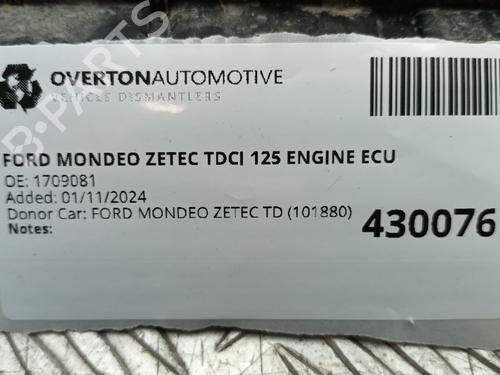 OVERTONAUTOMOTIVE
VEHICLE DISMANTLERS
B-PARTS
FORD MONDEO ZETEC TDCI 125 ENGINE ECU
OE: 1709081
Added: 01/11/2024
Donor Car: FORD MONDEO ZETEC TD (101880)
430076
Notes: